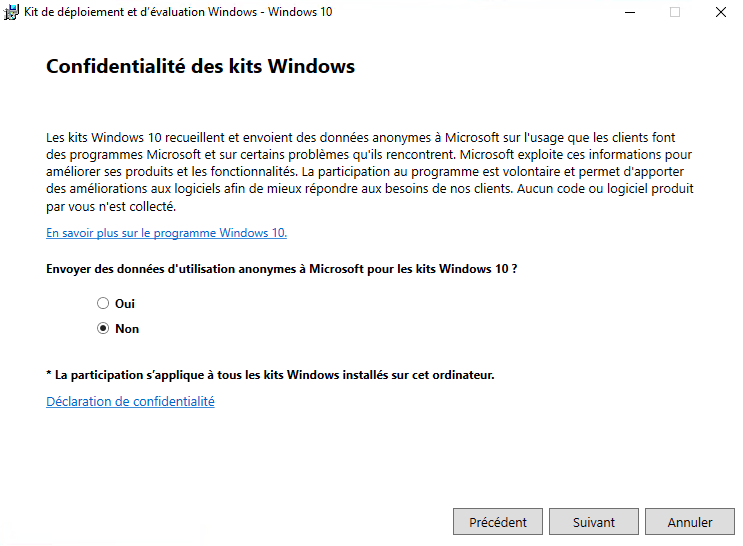 Kit de déploiement et d'évaluation Windows - Windows 10
Confidentialité des kits Windows
Les kits Windows 10 recueillent et envoient des données anonymes à Microsoft sur l'usage que les clients font
des programmes Microsoft et sur certains problèmes qu'ils rencontrent. Microsoft exploite ces informations pour
améliorer ses produits et les fonctionnalités. La participation au programme est volontaire et permet d'apporter
des améliorations aux logiciels afin de mieux répondre aux besoins de nos clients. Aucun code ou logiciel produit
par vous n'est collecté.
En savoir plus sur le programme Windows 10.
Envoyer des données d'utilisation anonymes à Microsoft pour les kits Windows 10 ?
Oui
Non
* La participation s'applique à tous les kits Windows installés sur cet ordinateur.
Déclaration de confidentialité
Précédent Suivant Annuler